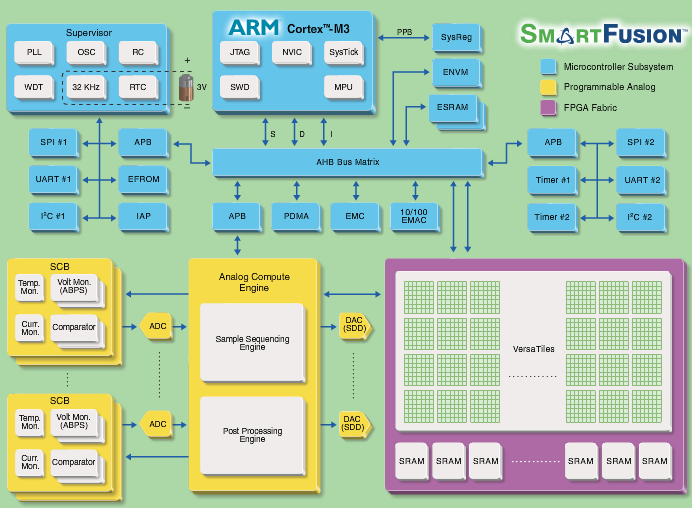 Supervisor
PLL
OSC
RC
WDT
32 KHz
RTC
+
3V
–
ARM Cortex™-M3
JTAG
NVIC
SysTick
SWD
MPU
PPB
SysReg
ENVM
ESRAM
SMARTFUSION™
Microcontroller Subsystem
Programmable Analog
FPGA Fabric
S
D
I
SPI #1
APB
UART #1
EFROM
I²C #1
IAP
AHB Bus Matrix
APB
PDMA
EMC
10/100
EMAC
APB
SPI #2
Timer #1
UART #2
Timer #2
I²C #2
SCB
Temp.
Mon.
Volt Mon.
(ABPS)
Curr.
Mon.
Comparator
ADC
SCB
Temp.
Mon.
Volt Mon.
(ABPS)
Curr.
Mon.
Comparator
ADC
Analog Compute
Engine
Sample Sequencing
Engine
Post Processing
Engine
DAC
(SDD)
DAC
(SDD)
VersaTiles
SRAM
SRAM
SRAM
SRAM
SRAM
SRAM